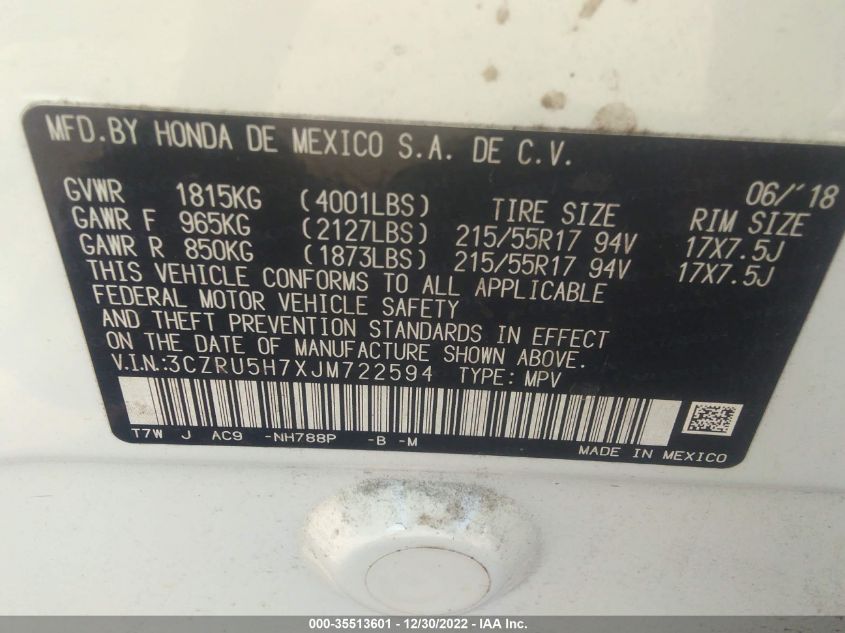 MFD.BY HONDA DE MEXICO S.A. DE C.V.
06/'18
GVWR 1815KG (4001LBS) TIRE SIZE RIM SIZE
GAWR F 965KG (2127LBS) 215/55R17 94V 17X7.5J
GAWR R 850KG (1873LBS) 215/55R17 94V 17X7.5J
THIS VEHICLE CONFORMS TO ALL APPLICABLE
FEDERAL MOTOR VEHICLE SAFETY
AND THEFT PREVENTION STANDARDS IN EFFECT
ON THE DATE OF MANUFACTURE SHOWN ABOVE.
V.I.N.:3CZRU5H7XJM722594 TYPE: MPV
T7W J AC9 -NH788P -B -M
MADE IN MEXICO
000-35513601 - 12/30/2022 - IAA Inc.